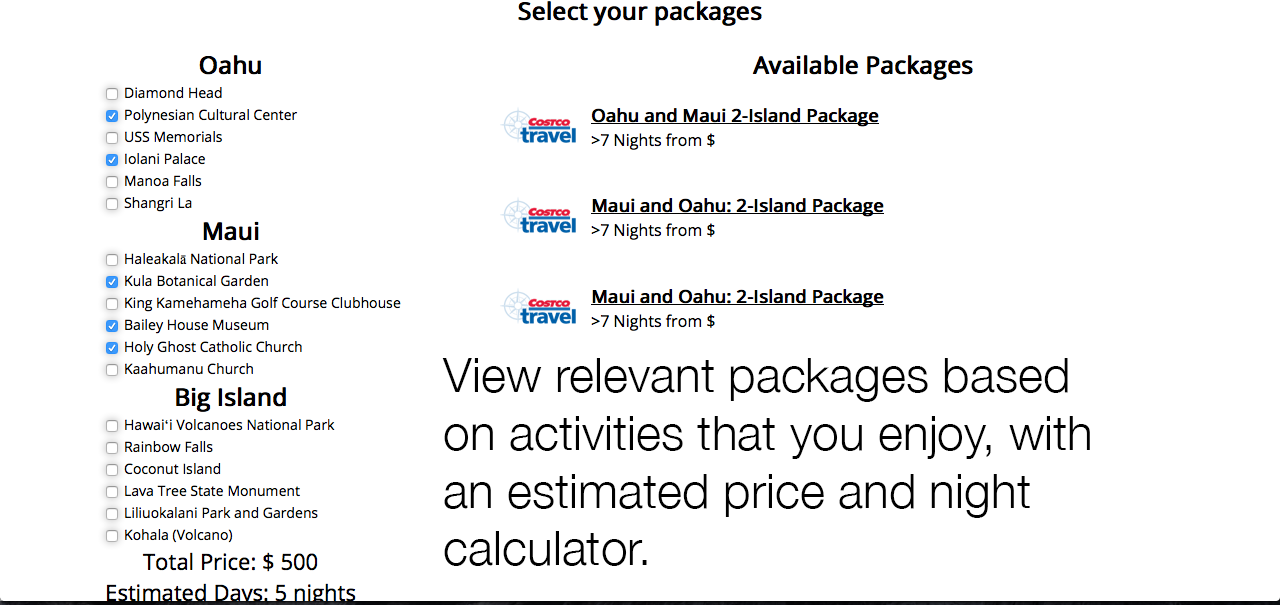 Select your packages
Oahu
Diamond Head
Polynesian Cultural Center
USS Memorials
Iolani Palace
Manoa Falls
Shangri La
Maui
Haleakalā National Park
Kula Botanical Garden
King Kamehameha Golf Course Clubhouse
Bailey House Museum
Holy Ghost Catholic Church
Kaahumanu Church
Big Island
Hawaiʻi Volcanoes National Park
Rainbow Falls
Coconut Island
Lava Tree State Monument
Liliuokalani Park and Gardens
Kohala (Volcano)
Total Price: $ 500
Estimated Days: 5 nights
Available Packages
Costco
travel
Oahu and Maui 2-Island Package
>7 Nights from $
Costco
travel
Maui and Oahu: 2-Island Package
>7 Nights from $
Costco
travel
Maui and Oahu: 2-Island Package
>7 Nights from $
View relevant packages based
on activities that you enjoy, with
an estimated price and night
calculator.